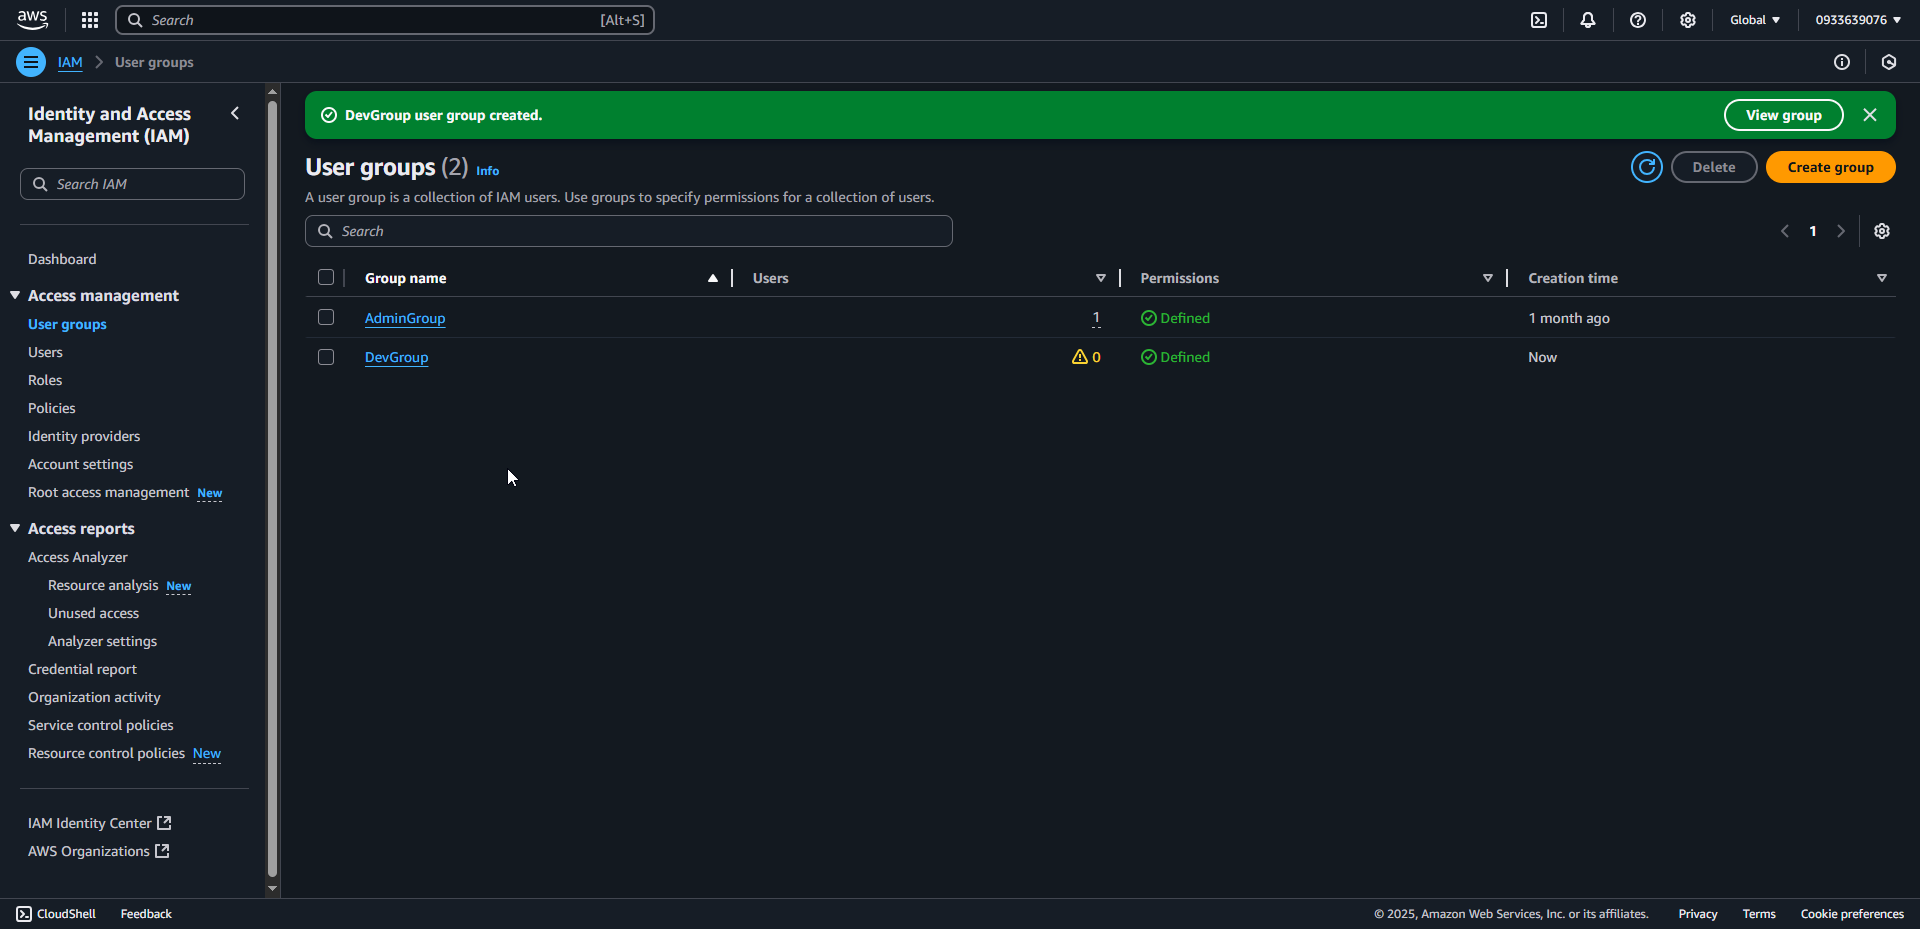 aws
Search [Alt+S]
Global
0933639076
IAM
User groups
Identity and Access
Management (IAM)
Search IAM
Dashboard
Access management
User groups
Users
Roles
Policies
Identity providers
Account settings
Root access management New
Access reports
Access Analyzer
Resource analysis New
Unused access
Analyzer settings
Credential report
Organization activity
Service control policies
Resource control policies New
IAM Identity Center
AWS Organizations
DevGroup user group created.
View group
User groups (2) Info
Delete
Create group
A user group is a collection of IAM users. Use groups to specify permissions for a collection of users.
Search
1
Group name Users Permissions Creation time
AdminGroup 1 Defined 1 month ago
DevGroup 0 Defined Now
CloudShell Feedback © 2025, Amazon Web Services, Inc. or its affiliates. Privacy Terms Cookie preferences